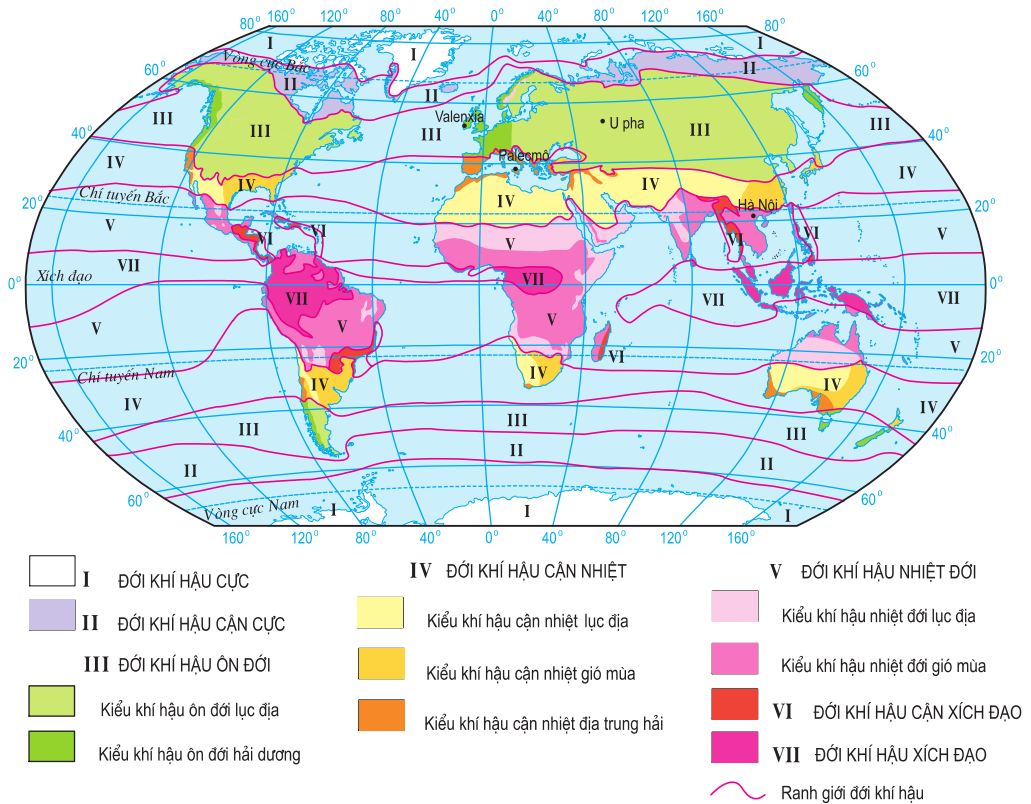 160° 120° 80° 40° 0° 40° 80° 120° 160°
80° 80°
I I I
Vòng cực Bắc
60° II II II 60°
III Valenxia III U pha III III III
40° 40°
IV Palecmô IV
Chí tuyến Bắc IV IV IV
20° Hà Nội 20°
V VI VI V VI VI V
VII
Xích đạo
0° VII VII VII VII 0°
V V V V
20° VI 20°
Chí tuyến Nam
IV IV IV IV IV
40° III III III 40°
II II II
60° 60°
Vòng cực Nam I I I
160° 120° 80° 40° 0° 40° 80° 120° 160°
I ĐỚI KHÍ HẬU CỰC
II ĐỚI KHÍ HẬU CẬN CỰC
III ĐỚI KHÍ HẬU ÔN ĐỚI
Kiểu khí hậu ôn đới lục địa
Kiểu khí hậu ôn đới hải dương
IV ĐỚI KHÍ HẬU CẬN NHIỆT
Kiểu khí hậu cận nhiệt lục địa
Kiểu khí hậu cận nhiệt gió mùa
Kiểu khí hậu cận nhiệt địa trung hải
V ĐỚI KHÍ HẬU NHIỆT ĐỚI
Kiểu khí hậu nhiệt đới lục địa
Kiểu khí hậu nhiệt đới gió mùa
VI ĐỚI KHÍ HẬU CẬN XÍCH ĐẠO
VII ĐỚI KHÍ HẬU XÍCH ĐẠO
Ranh giới đới khí hậu